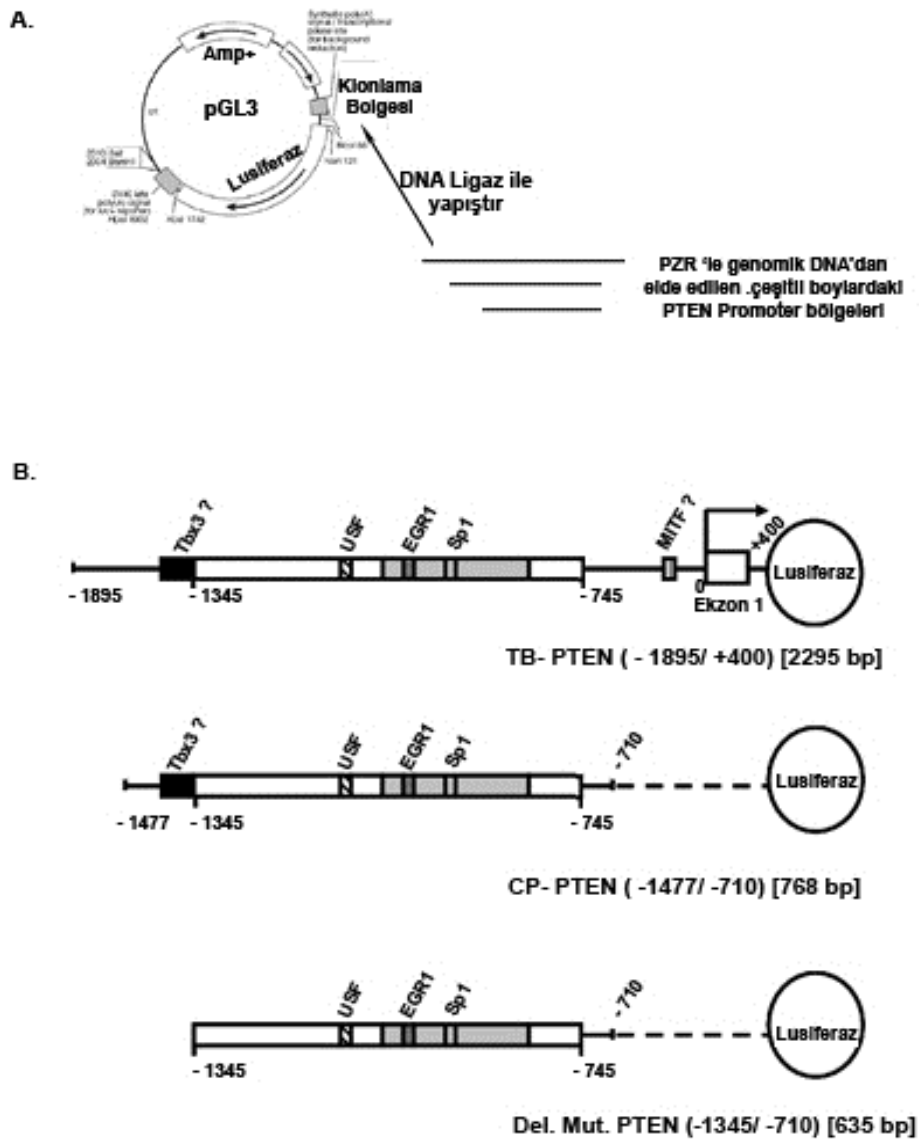 A.
Amp+
pGL3
Klonlama
Bolgesi
Lusiferaz
DNA Ligaz ile
yapıştır
PZR 'le genomik DNA'dan
elde edilen .çeşitli boylardaki
PTEN Promoter bölgeleri
B.
Tbx3 ?
USF
EGR1
Sp1
MITF ?
+400
Lusiferaz
- 1895
- 1345
- 745
0
Ekzon 1
TB- PTEN ( - 1895/ +400) [2295 bp]
Tbx3 ?
USF
EGR1
Sp1
- 710
Lusiferaz
- 1477
- 1345
- 745
CP- PTEN ( -1477/ -710) [768 bp]
USF
EGR1
Sp1
- 710
Lusiferaz
- 1345
- 745
Del. Mut. PTEN (-1345/ -710) [635 bp]